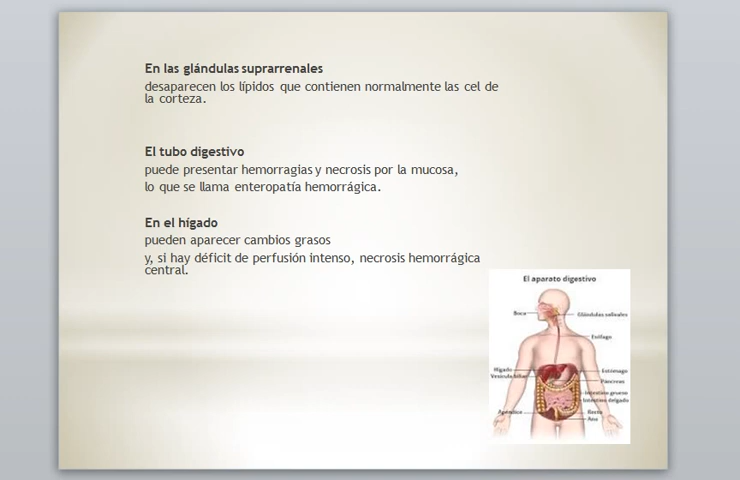 En las glándulas suprarrenales
desaparecen los lípidos que contienen normalmente las cel de
la corteza.
El tubo digestivo
puede presentar hemorragias y necrosis por la mucosa,
lo que se llama enteropatía hemorrágica.
En el hígado
pueden aparecer cambios grasos
y, si hay déficit de perfusión intenso, necrosis hemorrágica
central.
El aparato digestivo
Boca
Glándulas salivales
Esófago
Hígado
Vesícula biliar
Estómago
Páncreas
Intestino grueso
Intestino delgado
Apéndice
Recto
Ano